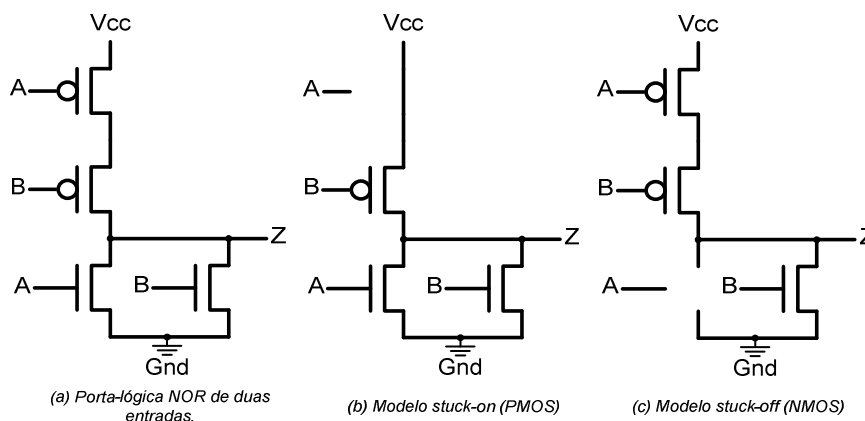 Vcc
A
B
Z
A
B
Gnd
(a) Porta-lógica NOR de duas
entradas.
Vcc
A
B
Z
A
B
Gnd
(b) Modelo stuck-on (PMOS)
Vcc
A
B
Z
A
B
Gnd
(c) Modelo stuck-off (NMOS)